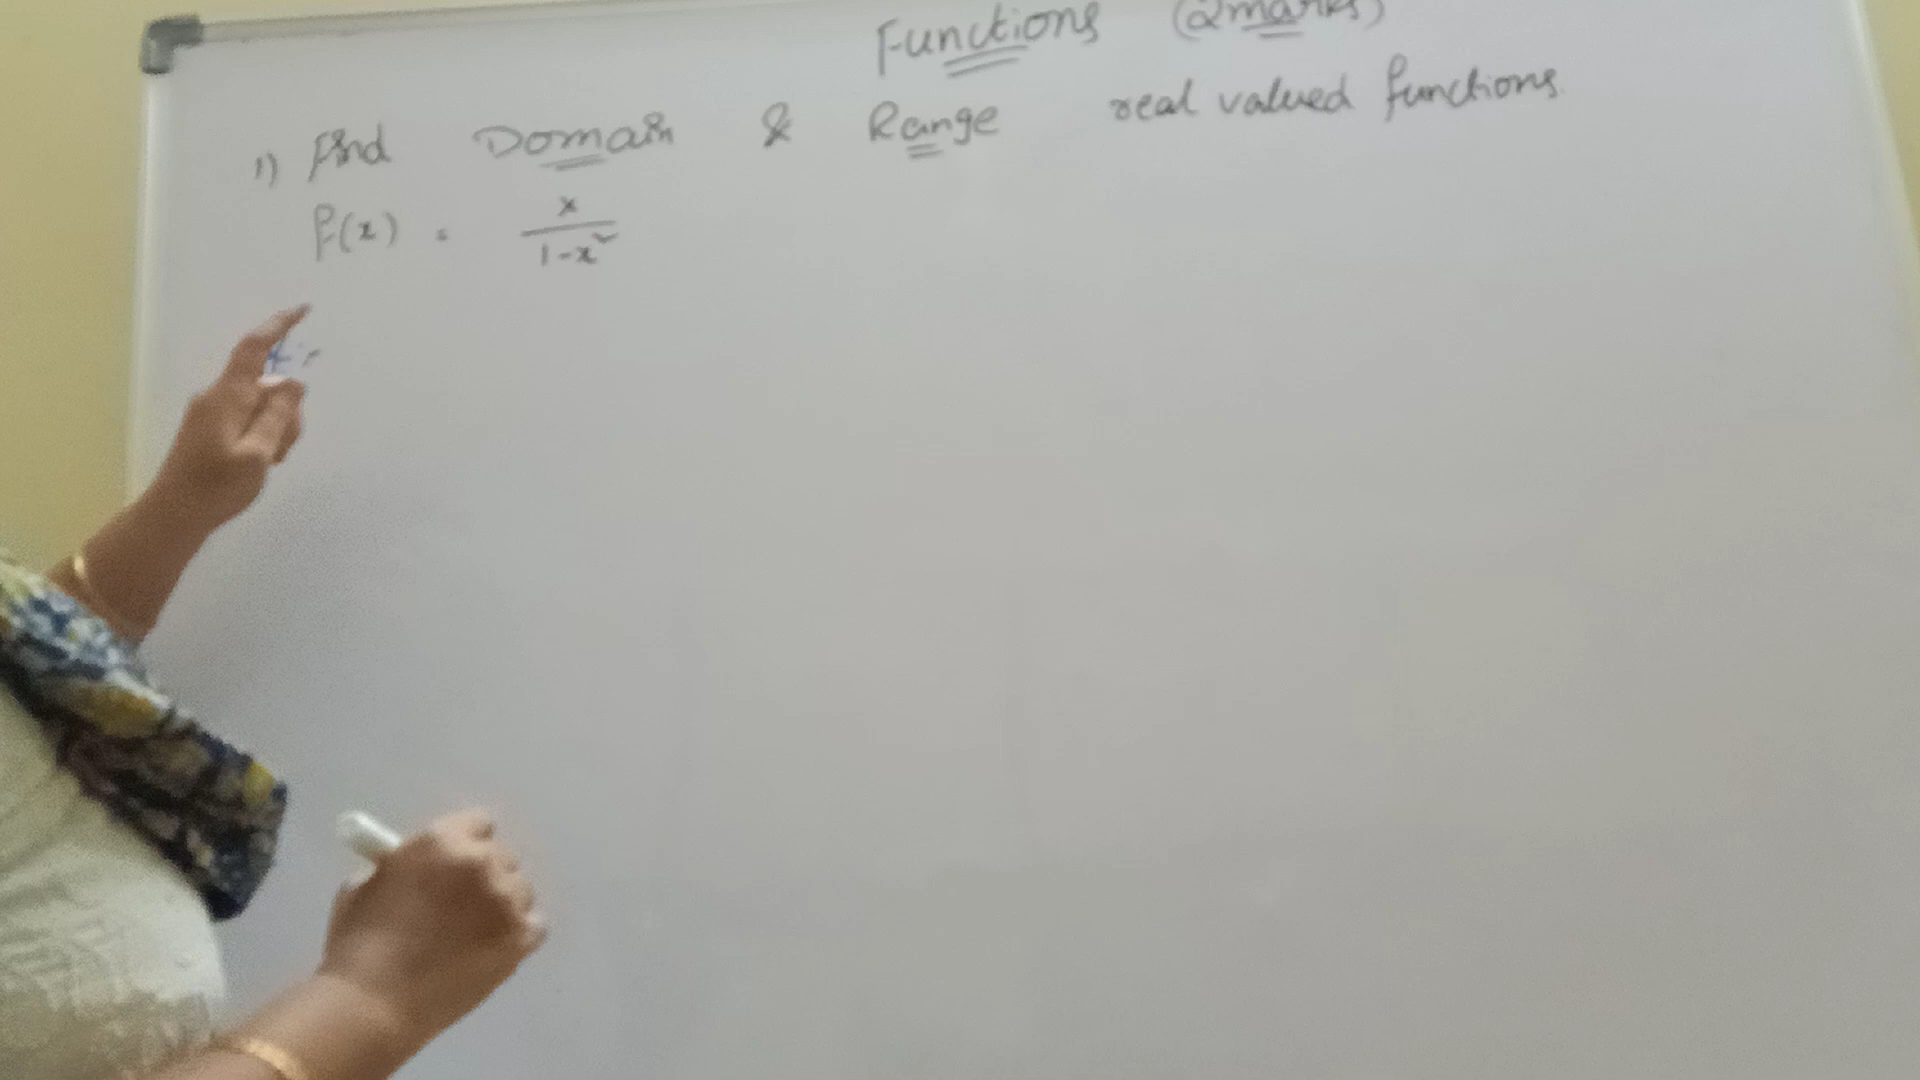 Functions (2marks)
1) Find Domain & Range real valued functions.
f(x) = x/(1-x²)